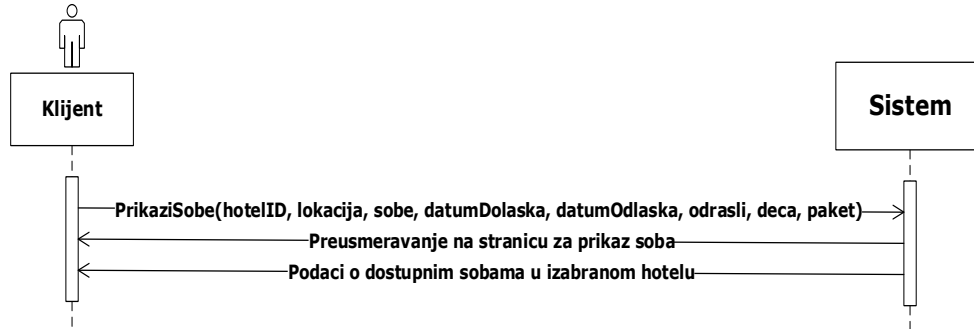 Klijent
Sistem
PrikaziSobe(hotelID, lokacija, sobe, datumDolaska, datumOdlaska, odrasli, deca, paket)
Preusmeravanje na stranicu za prikaz soba
Podaci o dostupnim sobama u izabranom hotelu